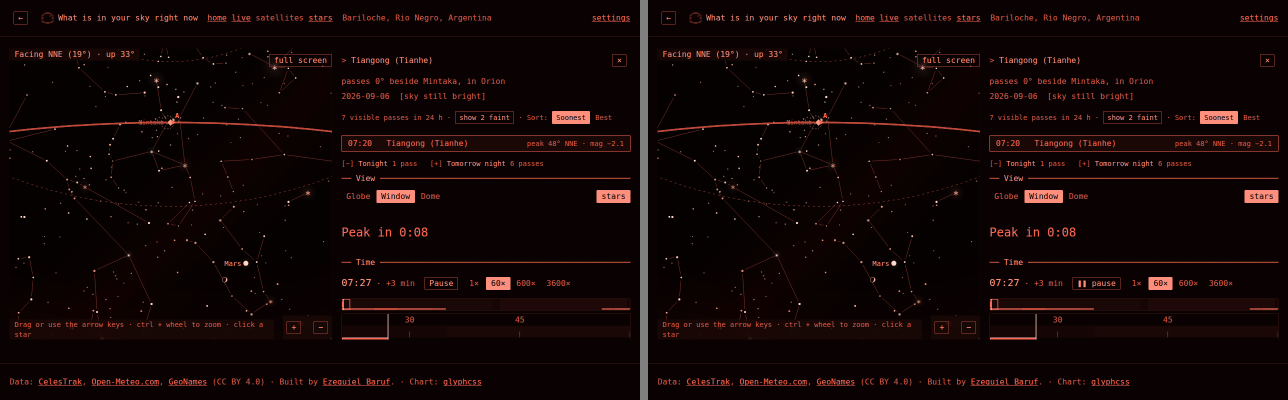 ← What is in your sky right now home live satellites stars Bariloche, Rio Negro, Argentina settings
Facing NNE (19°) · up 33°
full screen
Mintaka
Mars
Drag or use the arrow keys · ctrl + wheel to zoom · click a
star
+ −
> Tiangong (Tianhe) ×
passes 0° beside Mintaka, in Orion
2026-09-06 [sky still bright]
7 visible passes in 24 h · show 2 faint · Sort: Soonest Best
07:20 Tiangong (Tianhe) peak 48° NNE · mag −2.1
[−] Tonight 1 pass [+] Tomorrow night 6 passes
View
Globe Window Dome stars
Peak in 0:08
Time
07:27 · +3 min Pause 1× 60× 600× 3600×
30 45
Data: CelesTrak, Open-Meteo.com, GeoNames (CC BY 4.0) · Built by Ezequiel Baruf. · Chart: glyphcss
← What is in your sky right now home live satellites stars Bariloche, Rio Negro, Argentina settings
Facing NNE (19°) · up 33°
full screen
Mintaka
Mars
Drag or use the arrow keys · ctrl + wheel to zoom · click a
star
+ −
> Tiangong (Tianhe) ×
passes 0° beside Mintaka, in Orion
2026-09-06 [sky still bright]
7 visible passes in 24 h · show 2 faint · Sort: Soonest Best
07:20 Tiangong (Tianhe) peak 48° NNE · mag −2.1
[−] Tonight 1 pass [+] Tomorrow night 6 passes
View
Globe Window Dome stars
Peak in 0:08
Time
07:27 · +3 min ❚❚ pause 1× 60× 600× 3600×
30 45
Data: CelesTrak, Open-Meteo.com, GeoNames (CC BY 4.0) · Built by Ezequiel Baruf. · Chart: glyphcss